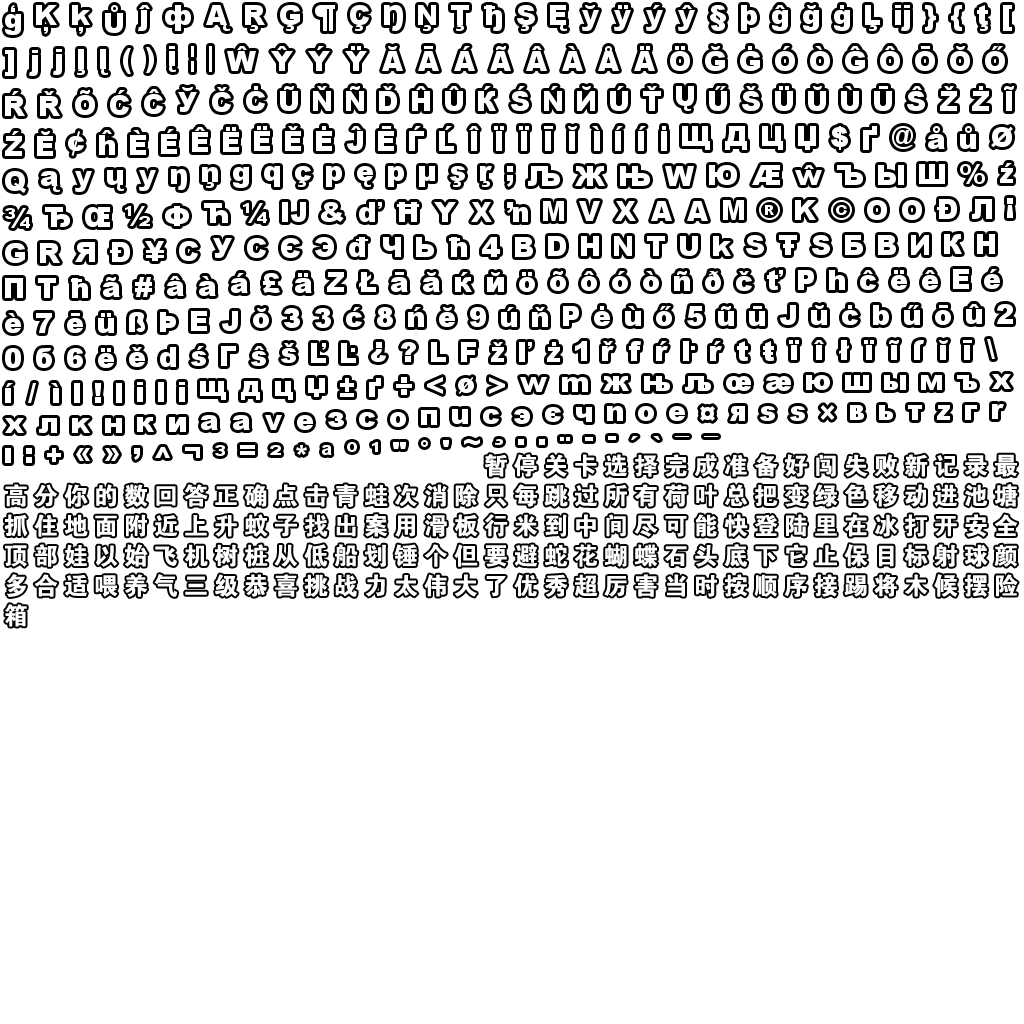 ģ Ķ ķ ů ĵ ф Ą Ŗ Ģ ¶ Ç Ŋ Ņ Ţ ђ Ş Ę ў ÿ ý ŷ § þ ĝ ğ ġ Ļ ij } { ţ [
] j j Į ļ ( ) į ¦ | Ŵ Ý Ŷ Ÿ Ă Ā Á Ã Â À Å Ä Ö Ğ Ġ Ó Ò Ĝ Ô Ō Ŏ Ő
Ŕ Ř Õ Ć Ĉ Ў Č Ċ Ű Ň Ñ Ď Ĥ Û Ќ Ś Ń Й Ú Ť Ų Ű Š Ü Ŭ Ù Ū Ŝ Ž Ż Ĩ
Ź Ě ¢ ĥ È É Ê Ë Ё Ĕ Ė Ĵ Ē Ѓ Ĺ Î Ï Ї Ī Ĭ Ì Í İ Щ Д Ц Џ $ Ґ @ å ů Ø
Q ą y ų y ŋ ņ g q ç p ę p µ ş ŗ ; Љ Ж Њ W Ю Æ ŵ Ъ Ы Ш % ź
¾ Ђ Œ ½ Ф Ћ ¼ IJ & ď Ħ Y X ŉ M V X A A M ® K © O O Ð Л i
G R Я Đ ¥ C У С Є Э đ Ч Ь ħ 4 B D H N T U k S Ŧ S Б В И К Н
П Т ћ ã # â à á £ ä Z Ł ā ă ќ й ö õ ô ó ò ñ ð č ť P h ĉ ë ê E é
è 7 ē ü ß Þ E J ŏ 3 3 ć 8 ń ě 9 ú ň P ė ù ő 5 ŭ ū J ŭ ċ b ű ō û 2
0 б 6 ë ĕ d ś Г ŝ š Ľ Ŀ ¿ ? L F ž ľ ż 1 ř f ѓ ŀ ŕ t ŧ ï î ł ї ĩ ſ ĭ ī \
í / ì l ! I i l i щ д ц џ ± ґ ÷ < ø > w m ж њ љ œ æ ю ш ы м ъ x
x л к н к и a a v e з c o п u c э є ч n o e ¤ я s s × в ь т z г r
ı : + « » , ^ ¬ ³ = ² * ª º ¹ " ° ' ~ ¸ · . ¨ - - ´ ` ¯ _
暂停关卡选择完成准备好闯失败新记录最
高分你的数回答正确点击青蛙次消除只每跳过所有荷叶总把变绿色移动进池塘
抓住地面附近上升蚊子找出案用滑板行米到中间尽可能快登陆里在冰打开安全
顶部娃以始飞机树桩从低船划锤个但要避蛇花蝴蝶石头底下它止保目标射球颜
多合适喂养气三级恭喜挑战力太伟大了优秀超厉害当时按顺序接踢将木候摆险
箱